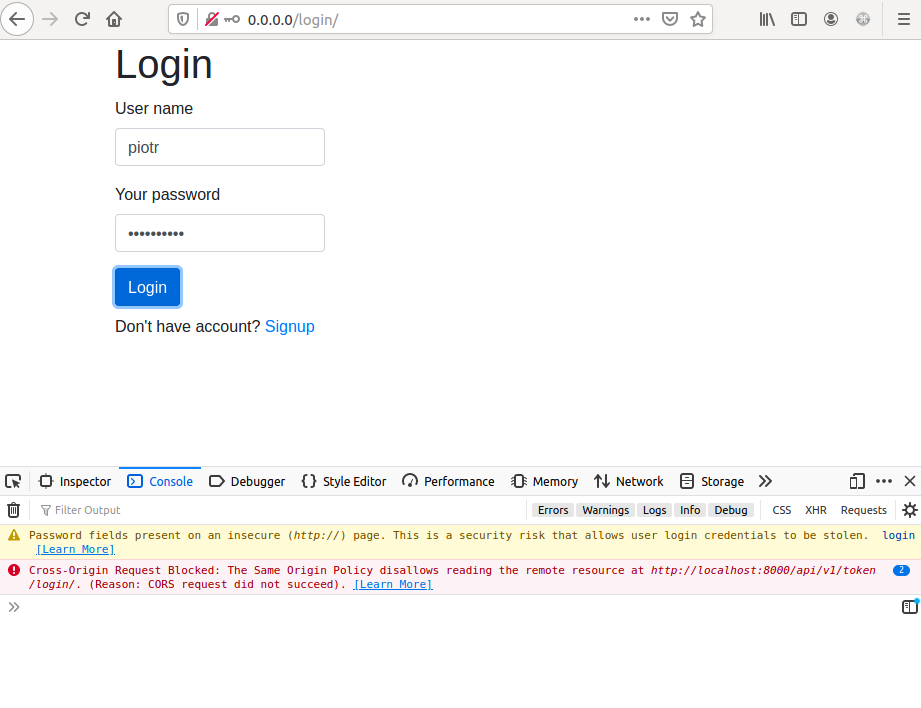 0.0.0.0/login/
Login
User name
piotr
Your password
••••••••••
Login
Don't have account? Signup
Inspector Console Debugger Style Editor Performance Memory Network Storage
Filter Output Errors Warnings Logs Info Debug CSS XHR Requests
Password fields present on an insecure (http://) page. This is a security risk that allows user login credentials to be stolen. login
[Learn More]
Cross-Origin Request Blocked: The Same Origin Policy disallows reading the remote resource at http://localhost:8000/api/v1/token 2
/login/. (Reason: CORS request did not succeed). [Learn More]